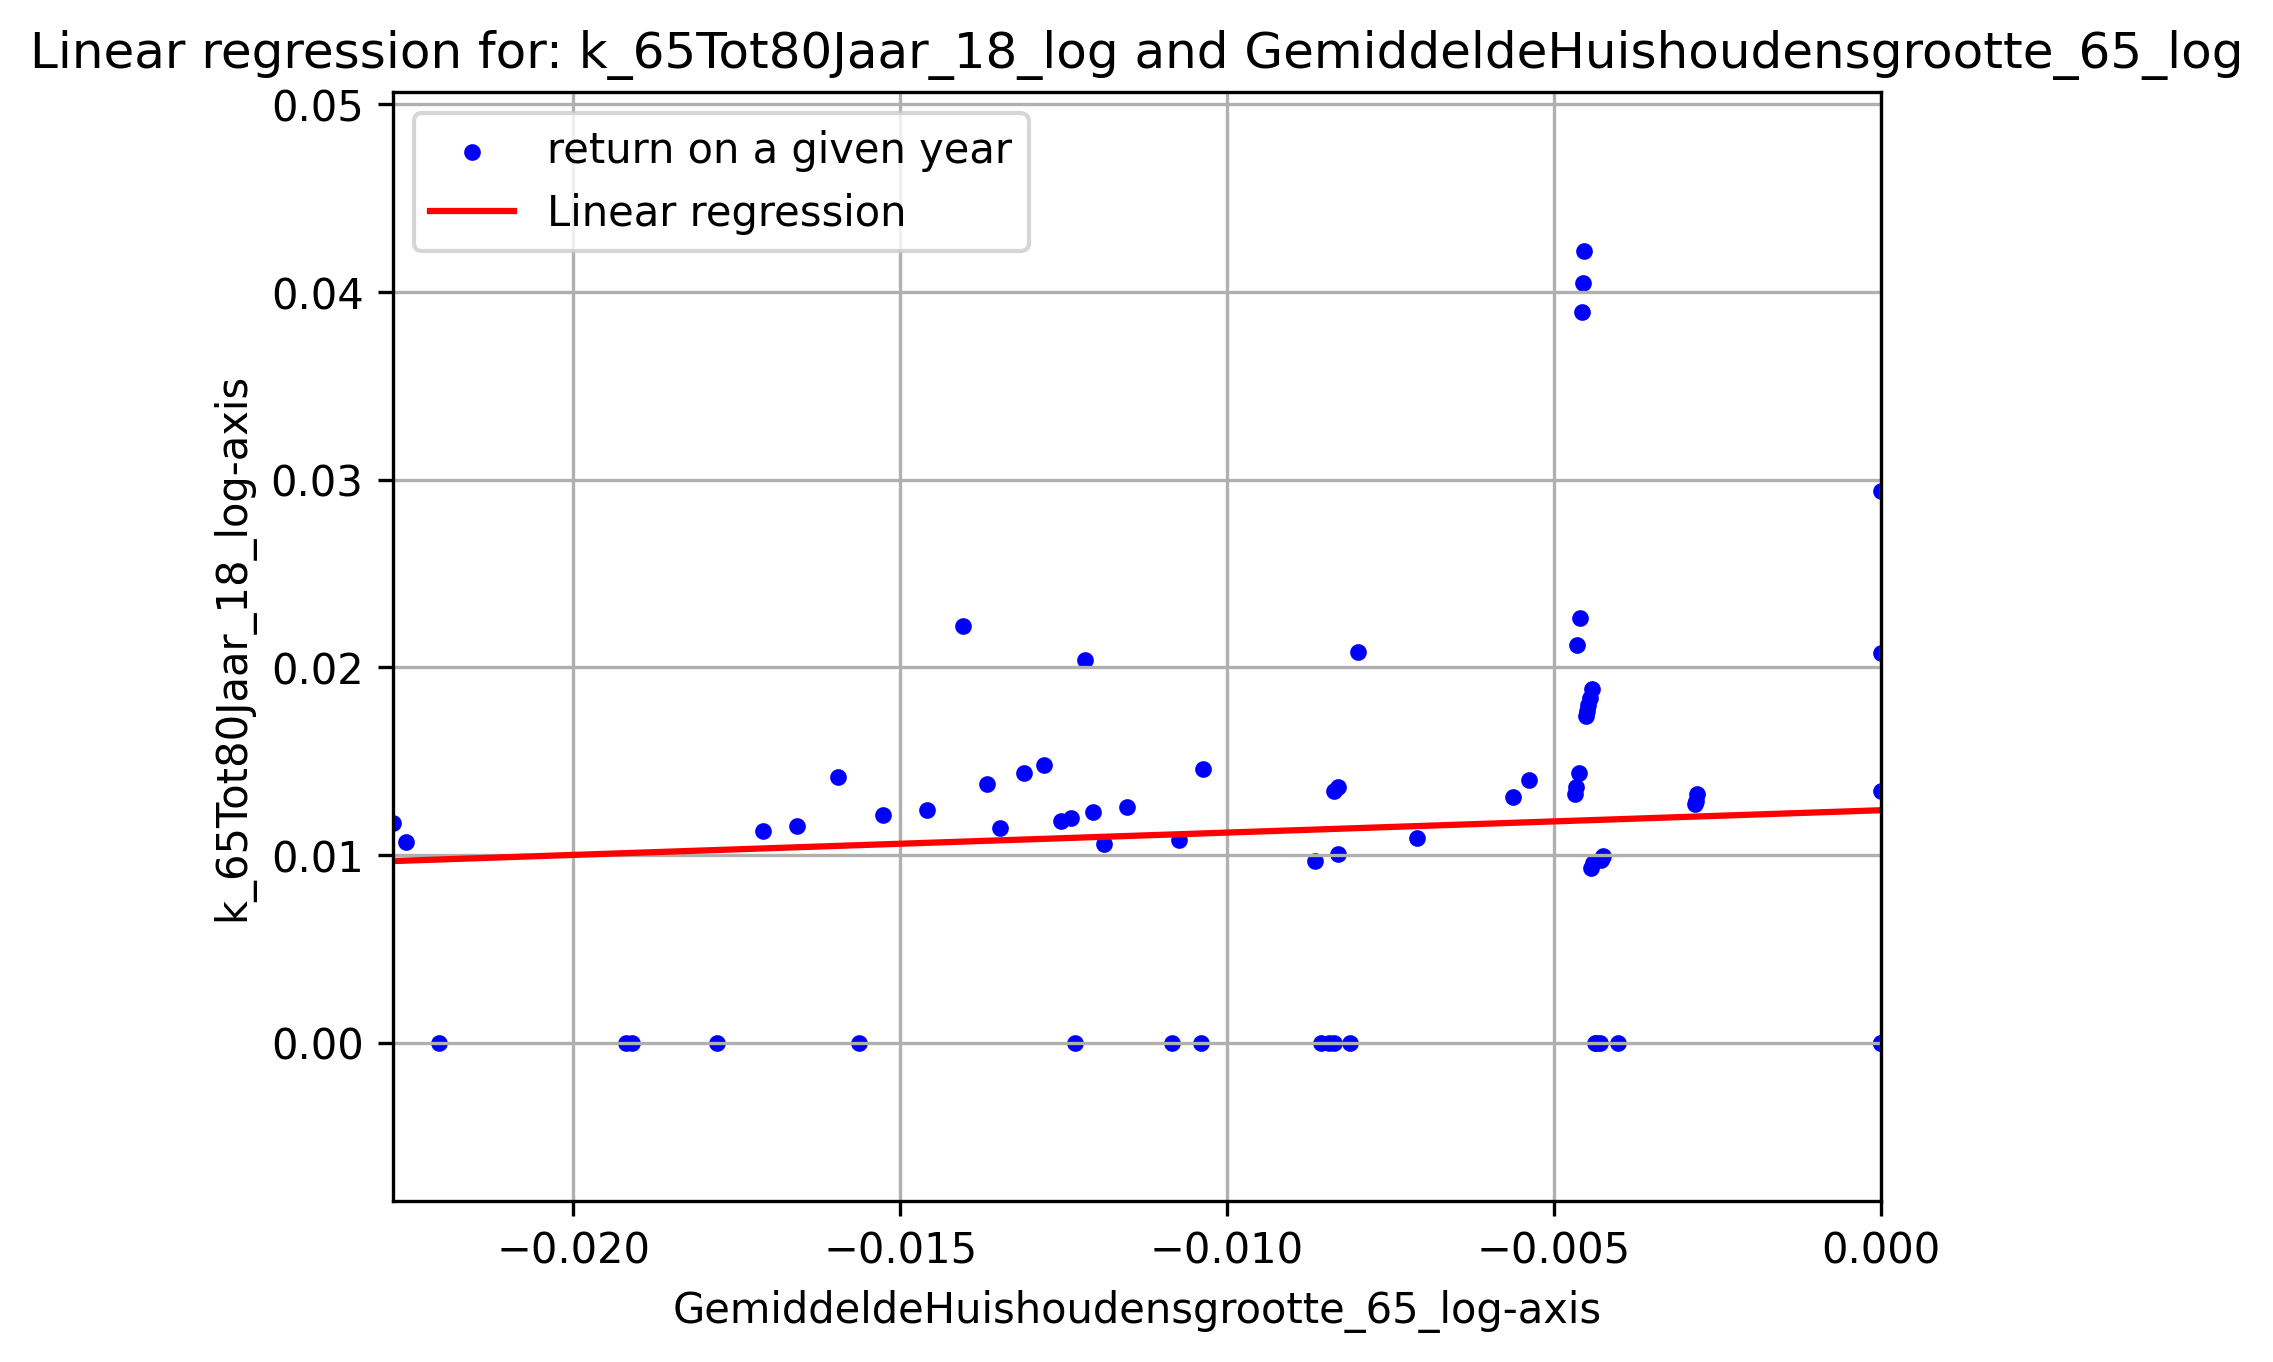 Linear regression for: k_65Tot80Jaar_18_log and GemiddeldeHuishoudensgrootte_65_log
return on a given year
Linear regression
k_65Tot80Jaar_18_log-axis
0.05
0.04
0.03
0.02
0.01
0.00
−0.020 −0.015 −0.010 −0.005 0.000
GemiddeldeHuishoudensgrootte_65_log-axis